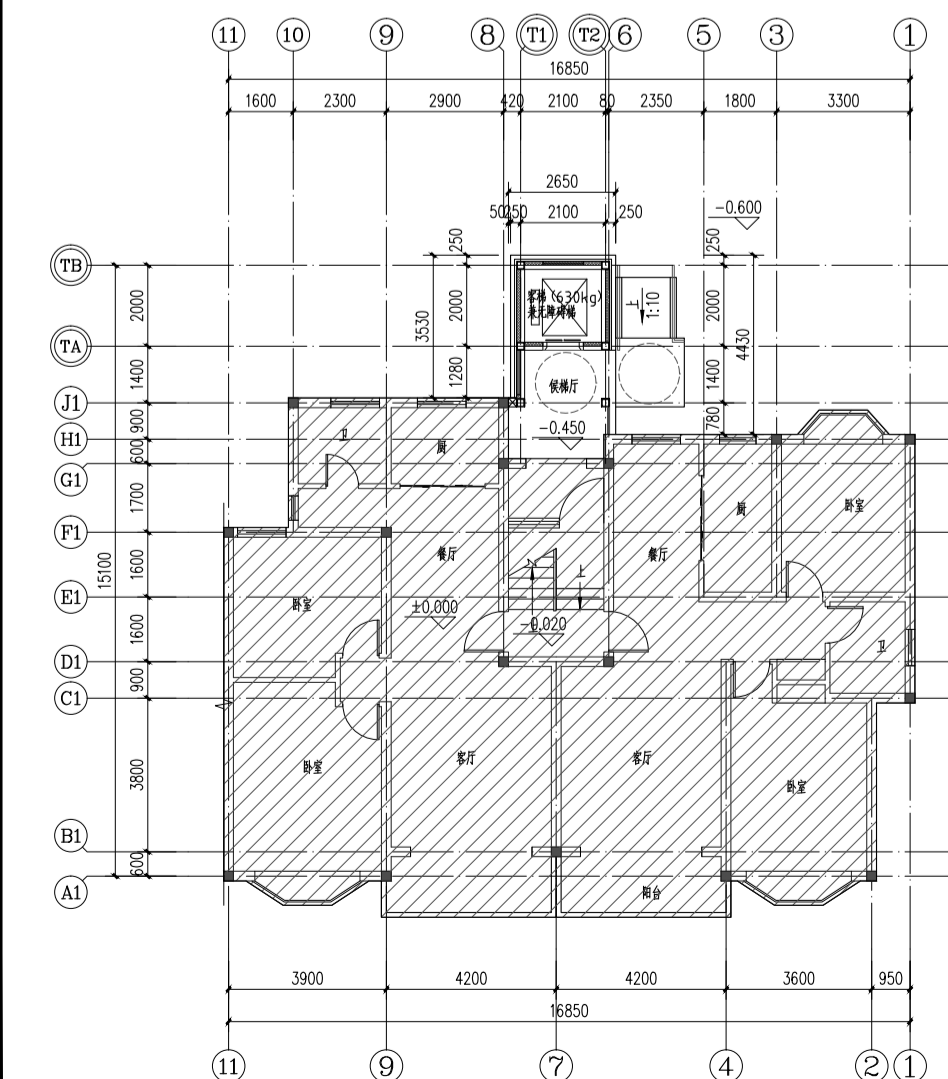 11 10 9 8 T1 T2 6 5 3 1
16850
1600 2300 2900 420 2100 80 2350 1800 3300
2650
50 250 2100 250
-0.600
250
250
TB
2000
2000
3530
客梯(630kg)
兼无障碍梯
上
1:10
2000
4430
TA
1400
1280
候梯厅
1400
J1
900
-0.450
780
H1
600
卫
厨
G1
1700
厨
卧室
F1
15100
1600
餐厅
餐厅
E1
卧室
±0.000
上
-0.020
1600
卫
D1
900
C1
3800
卧室
客厅
客厅
卧室
B1
600
A1
阳台
3900 4200 4200 3600 950
16850
11 9 7 4 2 1